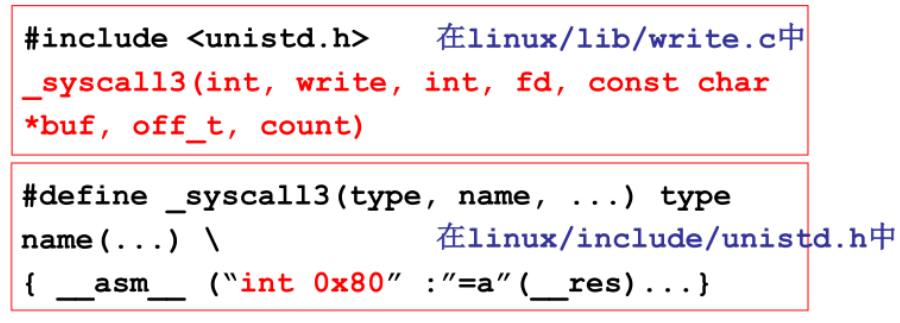 #include <unistd.h> 在linux/lib/write.c中
_syscall3(int, write, int, fd, const char
*buf, off_t, count)
#define _syscall3(type, name, ...) type
name(...) \ 在linux/include/unistd.h中
{ __asm__ (“int 0x80” :”=a”(__res)...}